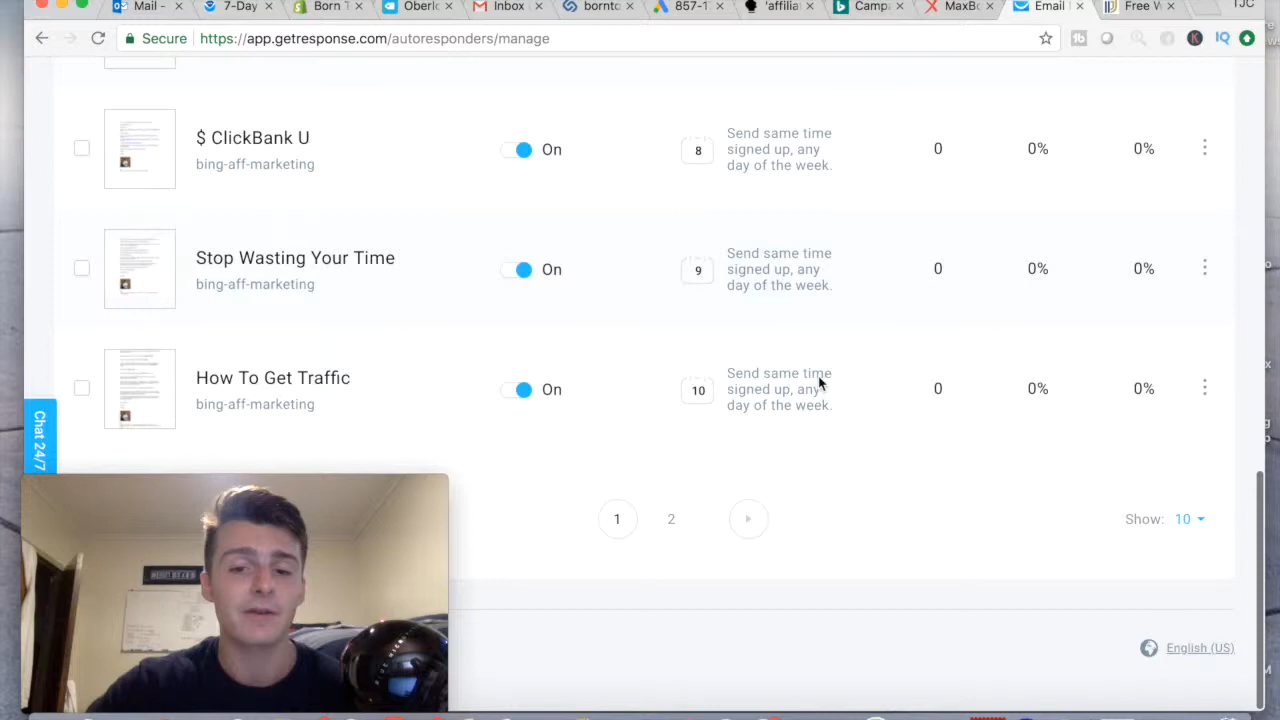 Mail -
7-Day
Born T
Oberlo
Inbox
bornto
857-1
'affilia
Camp
MaxBo
Email
Free W
TJC
Secure
https://app.getresponse.com/autoresponders/manage
IQ
$ ClickBank U
bing-aff-marketing
On
8
Send same time
signed up, any
day of the week.
0
0%
0%
Stop Wasting Your Time
bing-aff-marketing
On
9
Send same time
signed up, any
day of the week.
0
0%
0%
How To Get Traffic
bing-aff-marketing
On
10
Send same time
signed up, any
day of the week.
0
0%
0%
Chat 24/7
1
2
Show: 10
English (US)